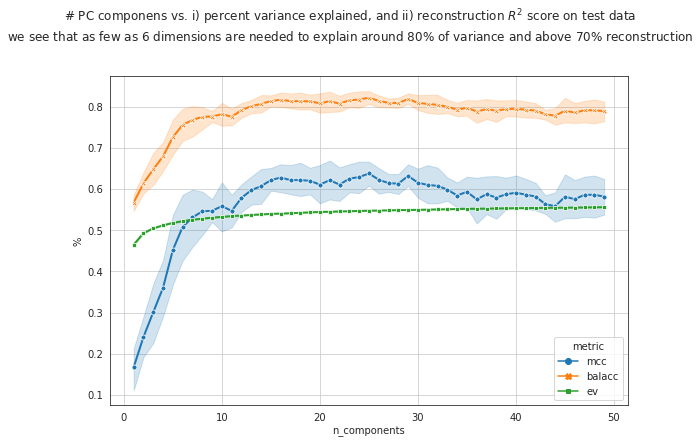 # PC componens vs. i) percent variance explained, and ii) reconstruction R² score on test data
we see that as few as 6 dimensions are needed to explain around 80% of variance and above 70% reconstruction
0.8
0.7
0.6
0.5
0.4
0.3
0.2
0.1
%
0 10 20 30 40 50
n_components
metric
mcc
balacc
ev